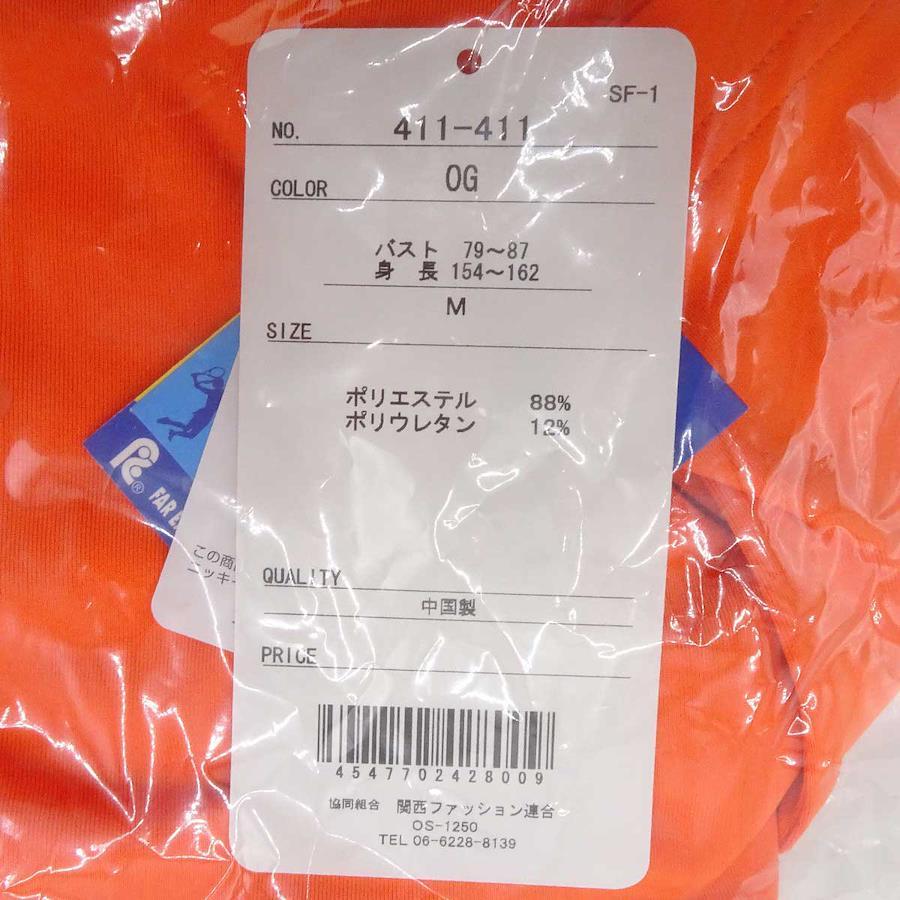 SF-1
NO. 411-411
COLOR OG
バスト 79〜87
身 長 154〜162
M
SIZE
ポリエステル 88%
ポリウレタン 12%
QUALITY
中国製
PRICE
4547702428009
協同組合 関西ファッション連合
OS-1250
TEL 06-6228-8139
FAR
この商
ニッキ